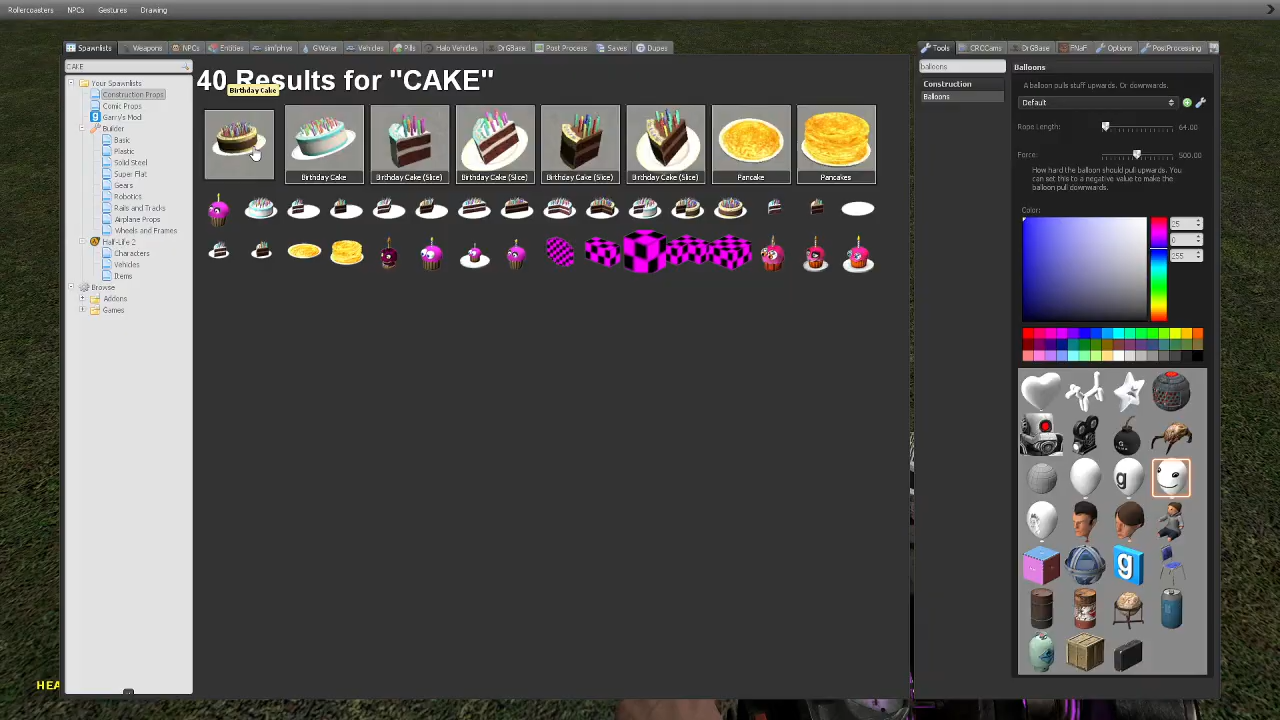 Rollercoasters NPCs Gestures Drawing
Spawnlists Weapons NPCs Entities simfphys GWater Vehicles Pills Halo Vehicles DrGBase Post Process Saves Dupes
Tools CRCCams DrGBase FNaF Options PostProcessing
CAKE
Your Spawnlists
Construction Props
Comic Props
Garry's Mod
Builder
Basic
Plastic
Solid Steel
Super Flat
Gears
Robotics
Rails and Tracks
Airplane Props
Wheels and Frames
Half-Life 2
Characters
Vehicles
Items
Browse
Addons
Games
40 Results for "CAKE"
Birthday Cake
Birthday Cake
Birthday Cake (Slice)
Birthday Cake (Slice)
Birthday Cake (Slice)
Birthday Cake (Slice)
Pancake
Pancakes
balloons
Construction
Balloons
Balloons
A balloon pulls stuff upwards. Or downwards.
Default
Rope Length: 64.00
Force: 500.00
How hard the balloon should pull upwards. You
can set this to a negative value to make the
balloon pull downwards.
Color:
25
0
255
g
g
HEA